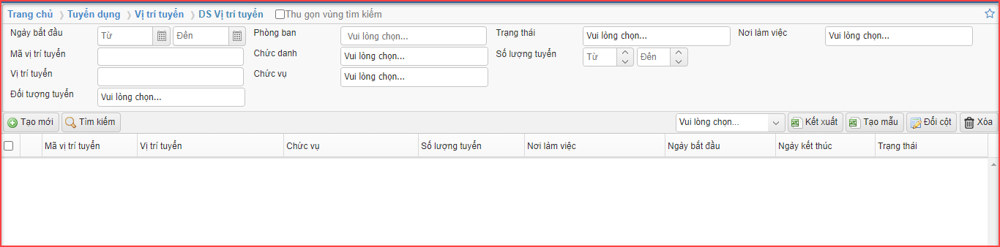 Trang chủ › Tuyển dụng › Vị trí tuyển › DS Vị trí tuyển Thu gọn vùng tìm kiếm
Ngày bắt đầu Từ Đến Phòng ban Vui lòng chọn... Trạng thái Vui lòng chọn... Nơi làm việc Vui lòng chọn...
Mã vị trí tuyển Chức danh Vui lòng chọn... Số lượng tuyển Từ Đến
Vị trí tuyển Chức vụ Vui lòng chọn...
Đối tượng tuyển Vui lòng chọn...
Tạo mới Tìm kiếm Vui lòng chọn... Kết xuất Tạo mẫu Đổi cột Xóa
Mã vị trí tuyển Vị trí tuyển Chức vụ Số lượng tuyển Nơi làm việc Ngày bắt đầu Ngày kết thúc Trạng thái